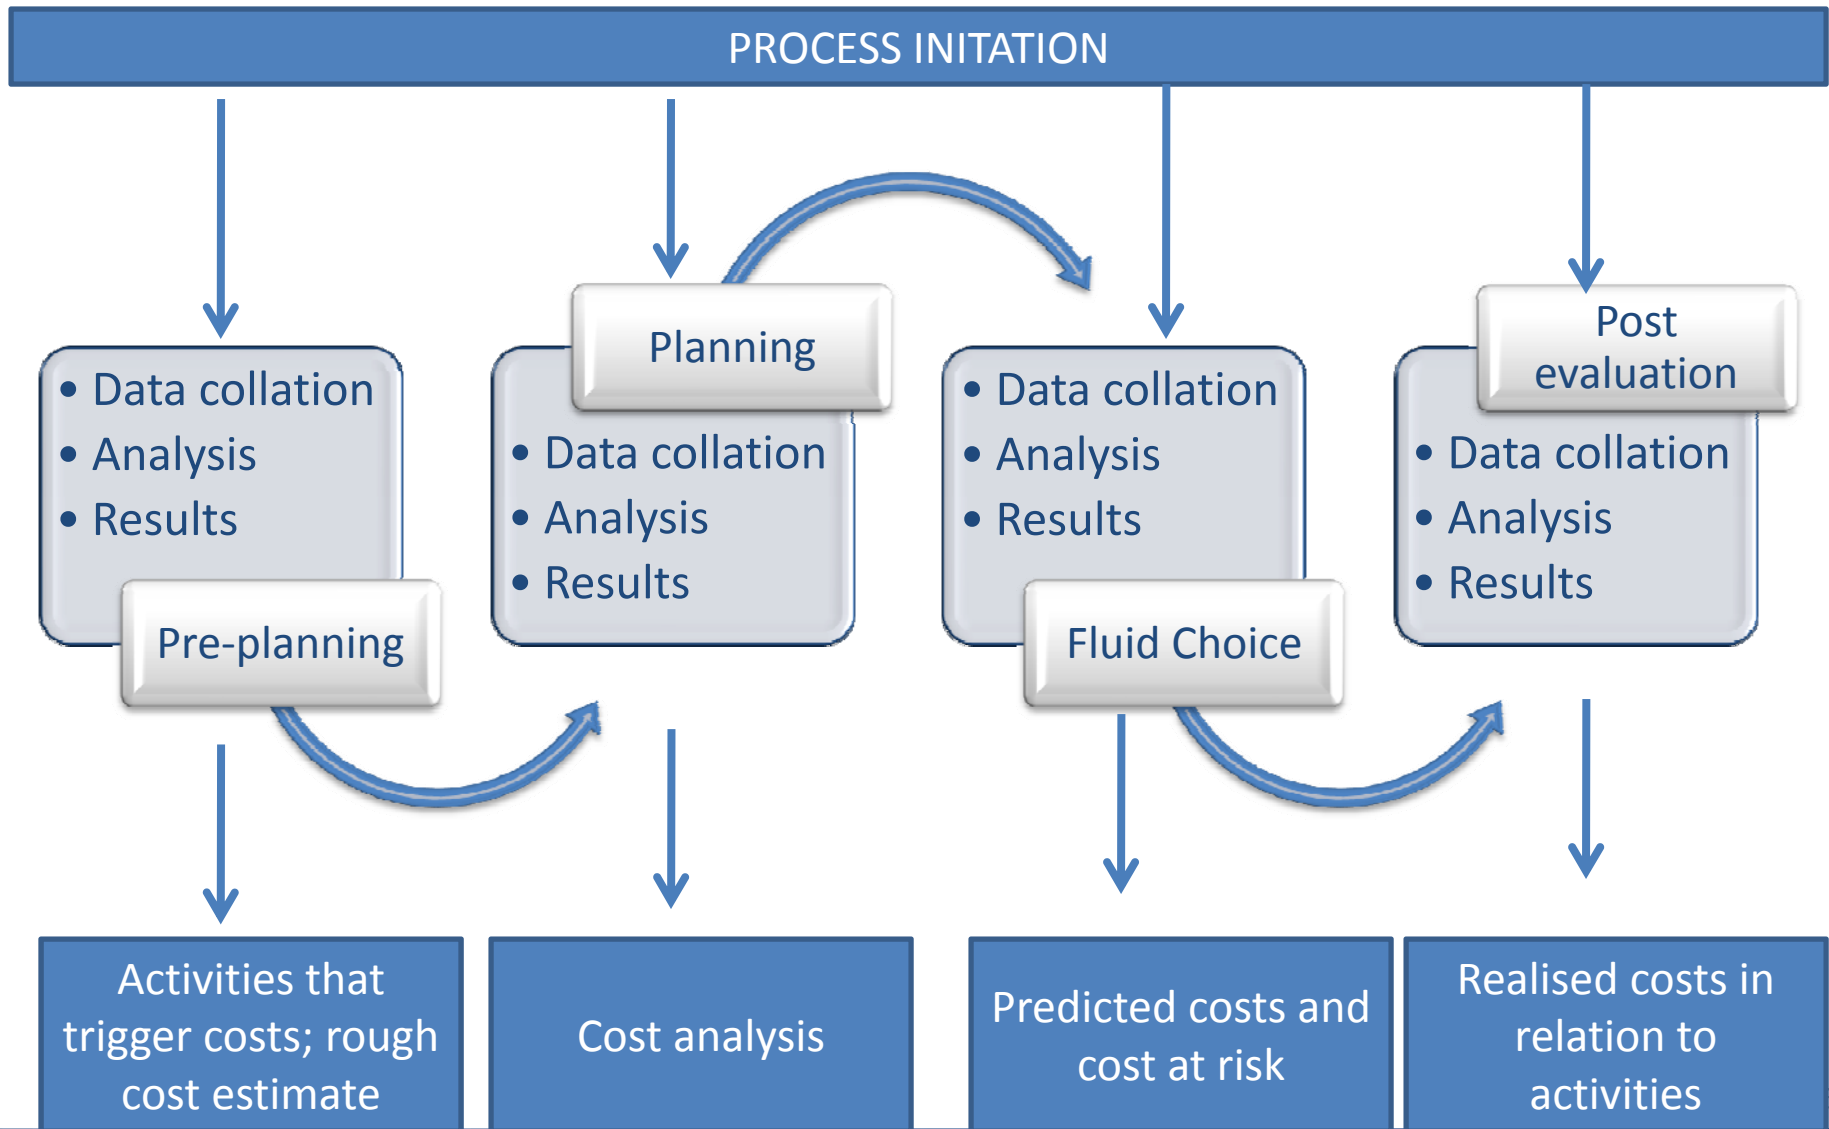 PROCESS INITATION
• Data collation
• Analysis
• Results
Pre-planning
Planning
• Data collation
• Analysis
• Results
• Data collation
• Analysis
• Results
Fluid Choice
Post
evaluation
• Data collation
• Analysis
• Results
Activities that
trigger costs; rough
cost estimate
Cost analysis
Predicted costs and
cost at risk
Realised costs in
relation to
activities